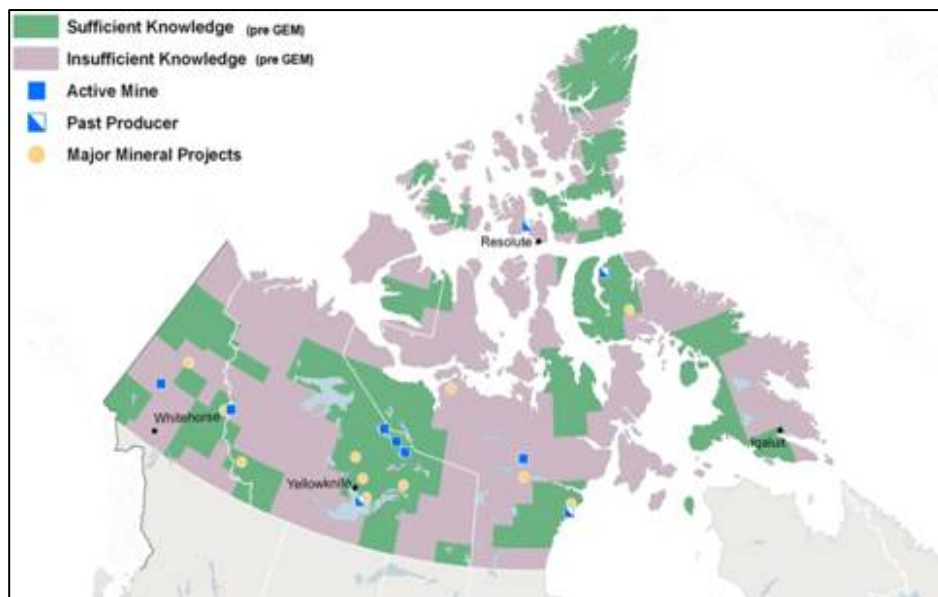 Sufficient Knowledge (pre GEM)
Insufficient Knowledge (pre GEM)
Active Mine
Past Producer
Major Mineral Projects
Resolute
Whitehorse
Iqaluit
Yellowknife